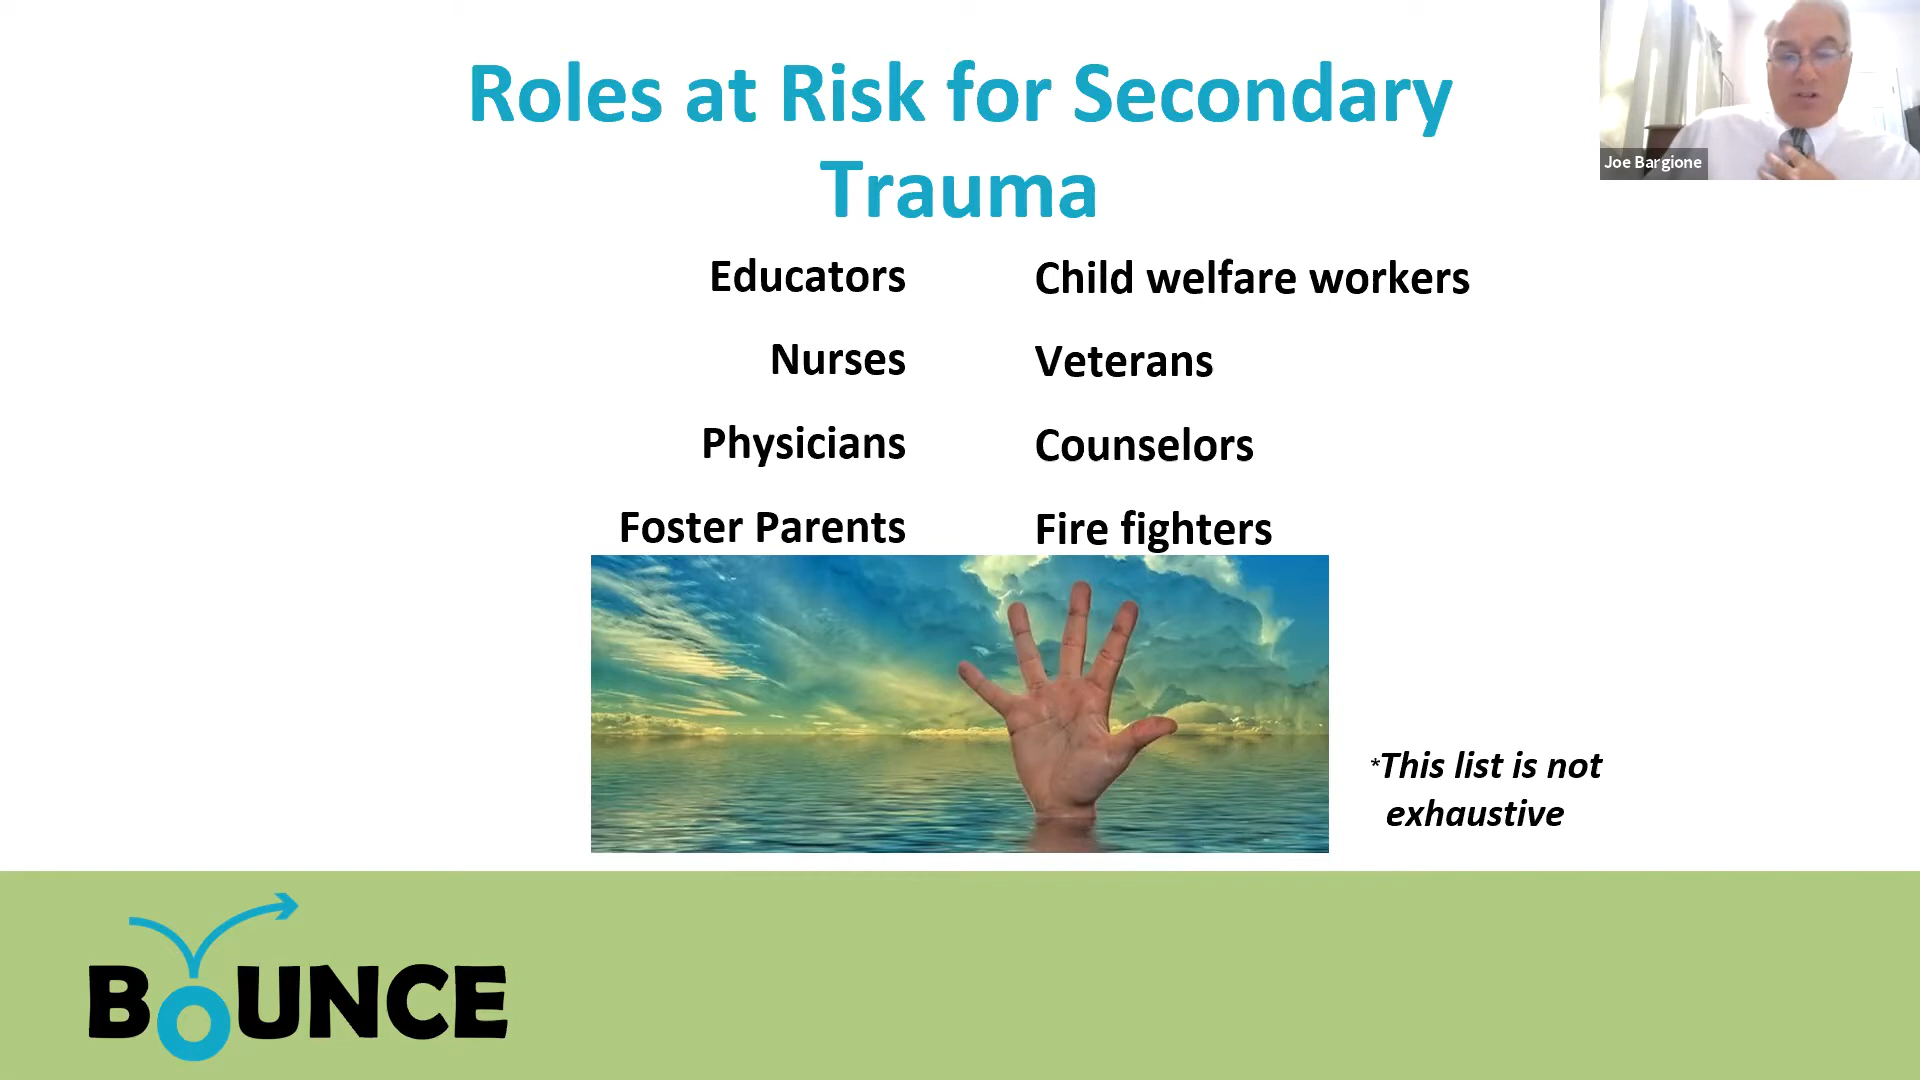 Roles at Risk for Secondary
Trauma
Educators
Nurses
Physicians
Foster Parents
Child welfare workers
Veterans
Counselors
Fire fighters
*This list is not
exhaustive
BOUNCE
Joe Bargione